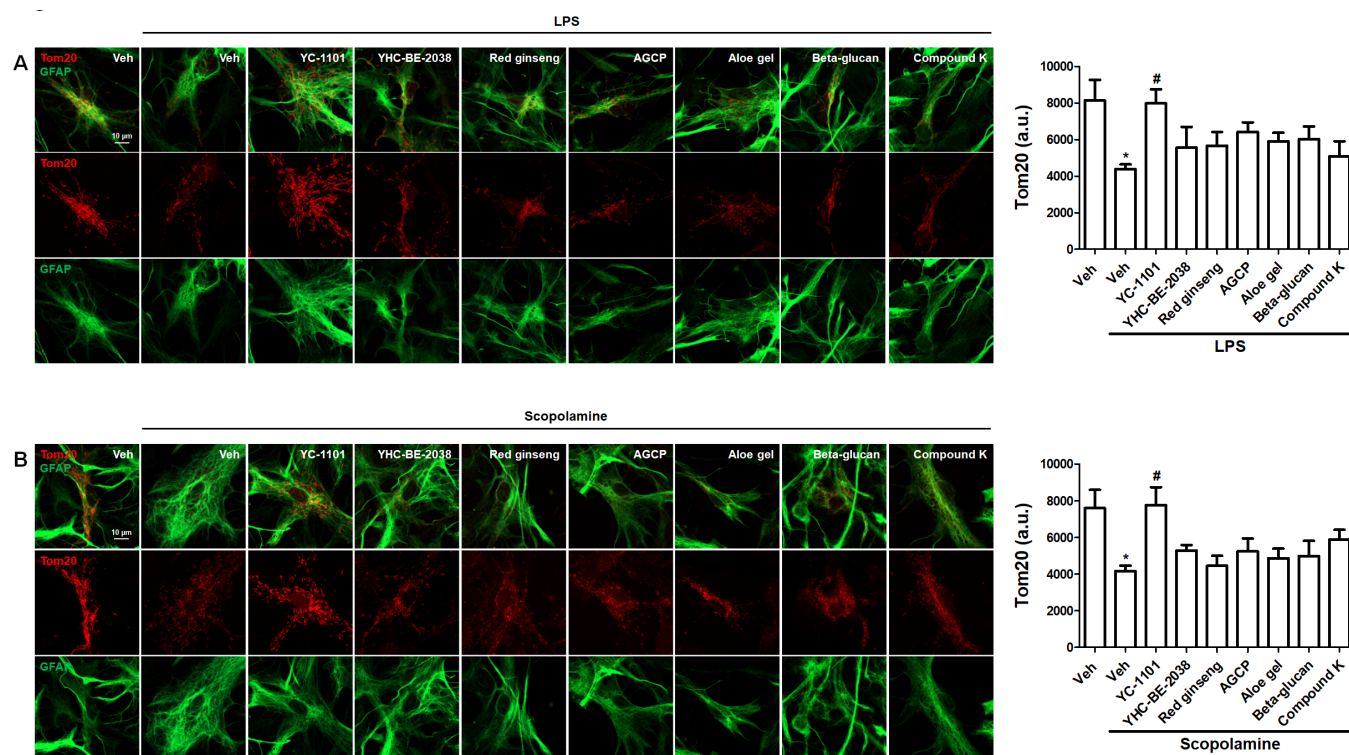 LPS
A
Tom20
GFAP
Veh
Veh
YC-1101
YHC-BE-2038
Red ginseng
AGCP
Aloe gel
Beta-glucan
Compound K
10 µm
Tom20
GFAP
Tom20 (a.u.)
10000
8000
6000
4000
2000
0
*
#
Veh
Veh
YC-1101
YHC-BE-2038
Red ginseng
AGCP
Aloe gel
Beta-glucan
Compound K
LPS
Scopolamine
B
Tom20
GFAP
Veh
Veh
YC-1101
YHC-BE-2038
Red ginseng
AGCP
Aloe gel
Beta-glucan
Compound K
10 µm
Tom20
GFAP
Tom20 (a.u.)
10000
8000
6000
4000
2000
0
*
#
Veh
Veh
YC-1101
YHC-BE-2038
Red ginseng
AGCP
Aloe gel
Beta-glucan
Compound K
Scopolamine